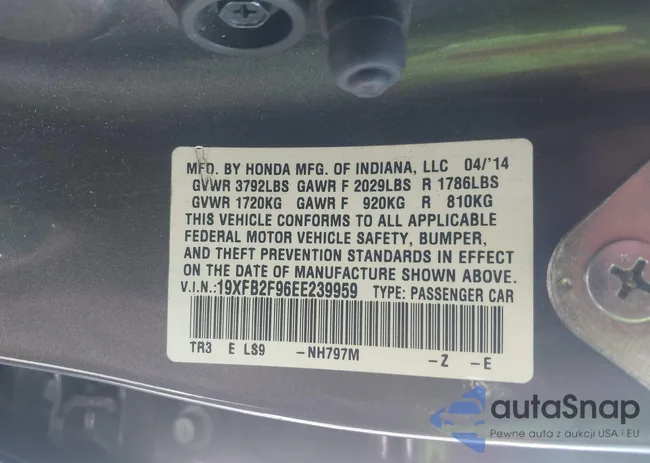 MFD. BY HONDA MFG. OF INDIANA, LLC 04/'14
GVWR 3792LBS GAWR F 2029LBS R 1786LBS
GVWR 1720KG GAWR F 920KG R 810KG
THIS VEHICLE CONFORMS TO ALL APPLICABLE
FEDERAL MOTOR VEHICLE SAFETY, BUMPER,
AND THEFT PREVENTION STANDARDS IN EFFECT
ON THE DATE OF MANUFACTURE SHOWN ABOVE.
V.I.N.:19XFB2F96EE239959 TYPE: PASSENGER CAR
TR3 E LS9 -NH797M -Z -E
autaSnap
Pewne auta z aukcji USA i EU